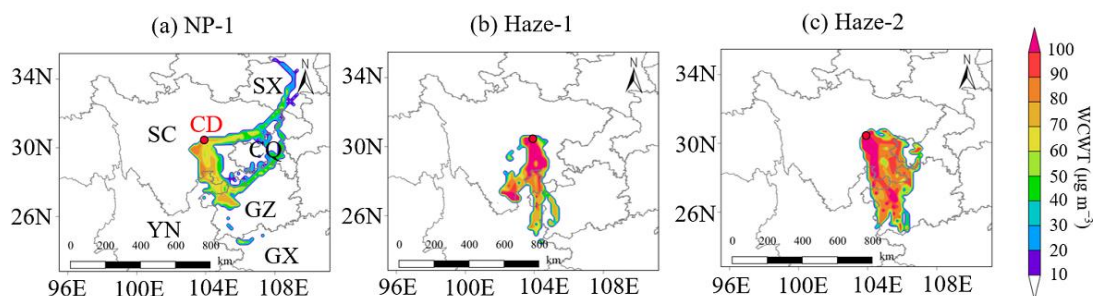 (a) NP-1
(b) Haze-1
(c) Haze-2
34N
30N
26N
SX
N
SC
CD
CQ
YN
GZ
GX
0 200 400 600 800
km
96E 100E 104E 108E
34N
30N
26N
N
0 200 400 600 800
km
96E 100E 104E 108E
34N
30N
26N
N
0 200 400 600 800
km
96E 100E 104E 108E
100
90
80
70
60
50
40
30
20
10
WCWT (μg m⁻³)